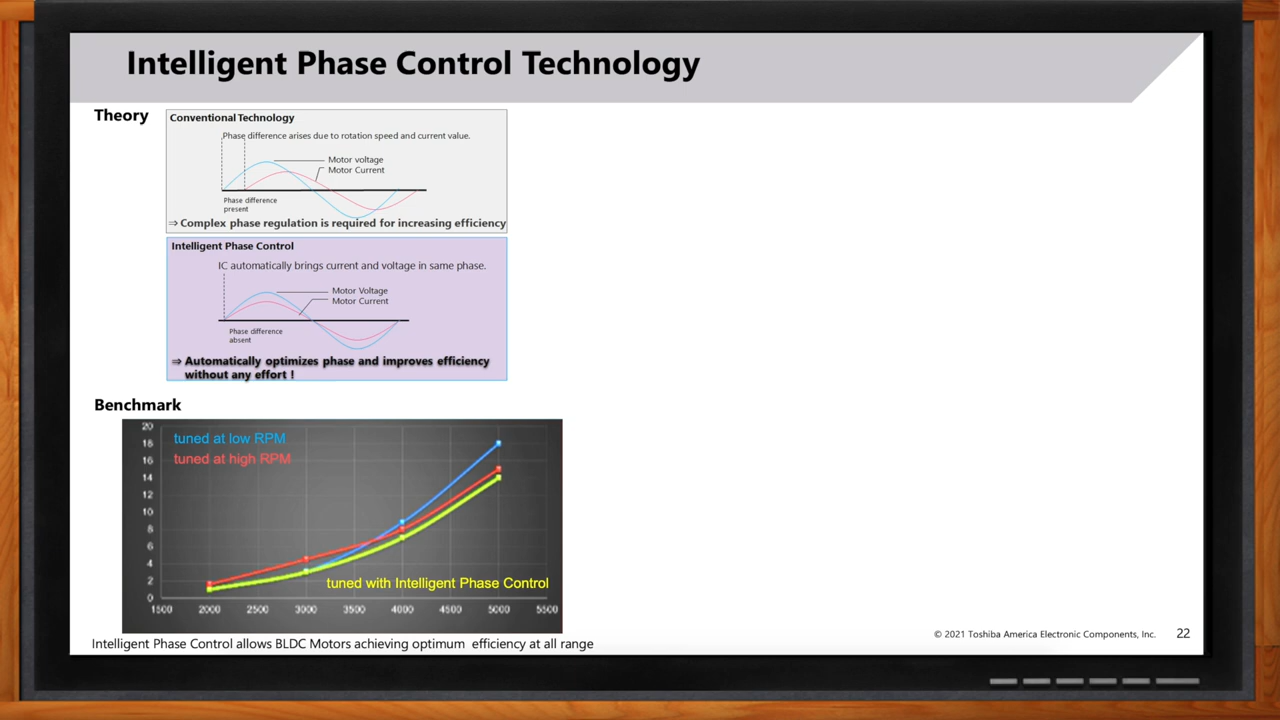 Intelligent Phase Control Technology
Theory
Conventional Technology
Phase difference arises due to rotation speed and current value.
Motor voltage
Motor Current
Phase difference
present
⇒ Complex phase regulation is required for increasing efficiency
Intelligent Phase Control
IC automatically brings current and voltage in same phase.
Motor Voltage
Motor Current
Phase difference
absent
⇒ Automatically optimizes phase and improves efficiency
without any effort !
Benchmark
20
18
16
14
12
10
8
6
4
2
0
tuned at low RPM
tuned at high RPM
tuned with Intelligent Phase Control
1500 2000 2500 3000 3500 4000 4500 5000 5500
Intelligent Phase Control allows BLDC Motors achieving optimum efficiency at all range
© 2021 Toshiba America Electronic Components, Inc. 22